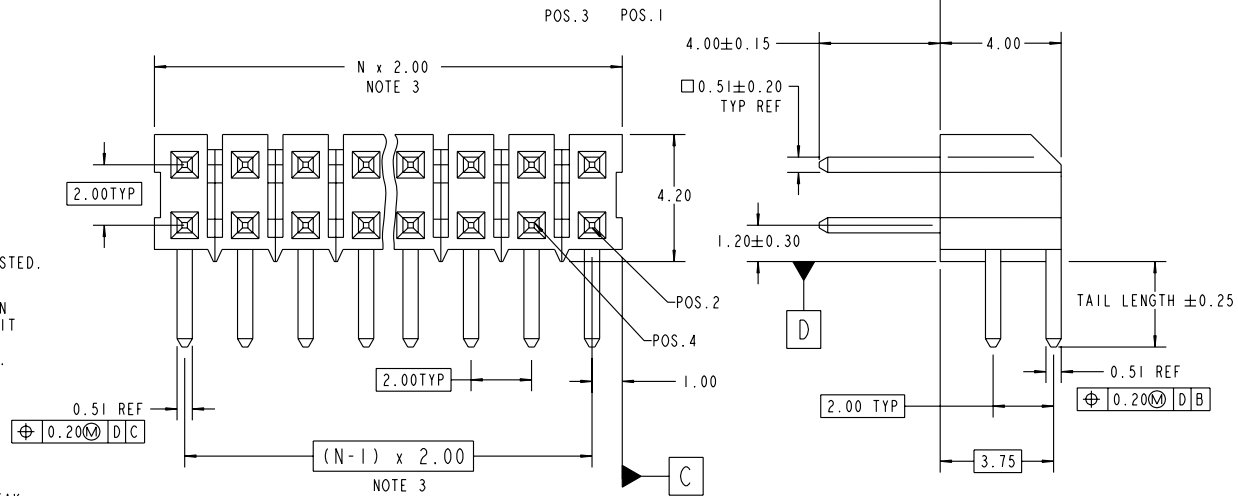 POS.3 POS.1
N x 2.00
NOTE 3
4.00±0.15
4.00
□0.51±0.20
TYP REF
2.00TYP
4.20
1.20±0.30
STED.
N
IT
.
POS.2
POS.4
D
TAIL LENGTH ±0.25
2.00TYP
1.00
0.51 REF
⌖ 0.20Ⓜ D C
0.51 REF
⌖ 0.20Ⓜ D B
2.00 TYP
(N-1) x 2.00
NOTE 3
C
3.75